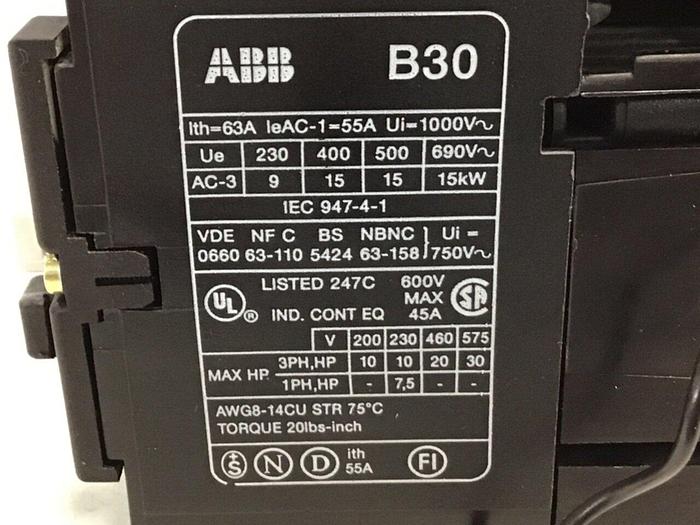 ABB B30
Ith=63A IeAC-1=55A Ui=1000V~
Ue 230 400 500 690V~
AC-3 9 15 15 15kW
IEC 947-4-1
VDE NF C BS NBNC } Ui =
0660 63-110 5424 63-158 750V~
LISTED 247C 600V
UL ® MAX SA
IND. CONT EQ 45A
V 200 230 460 575
MAX HP 3PH,HP 10 10 20 30
1PH,HP - 7,5 - -
AWG8-14CU STR 75°C
TORQUE 20lbs-inch
S N D ith FI
55A